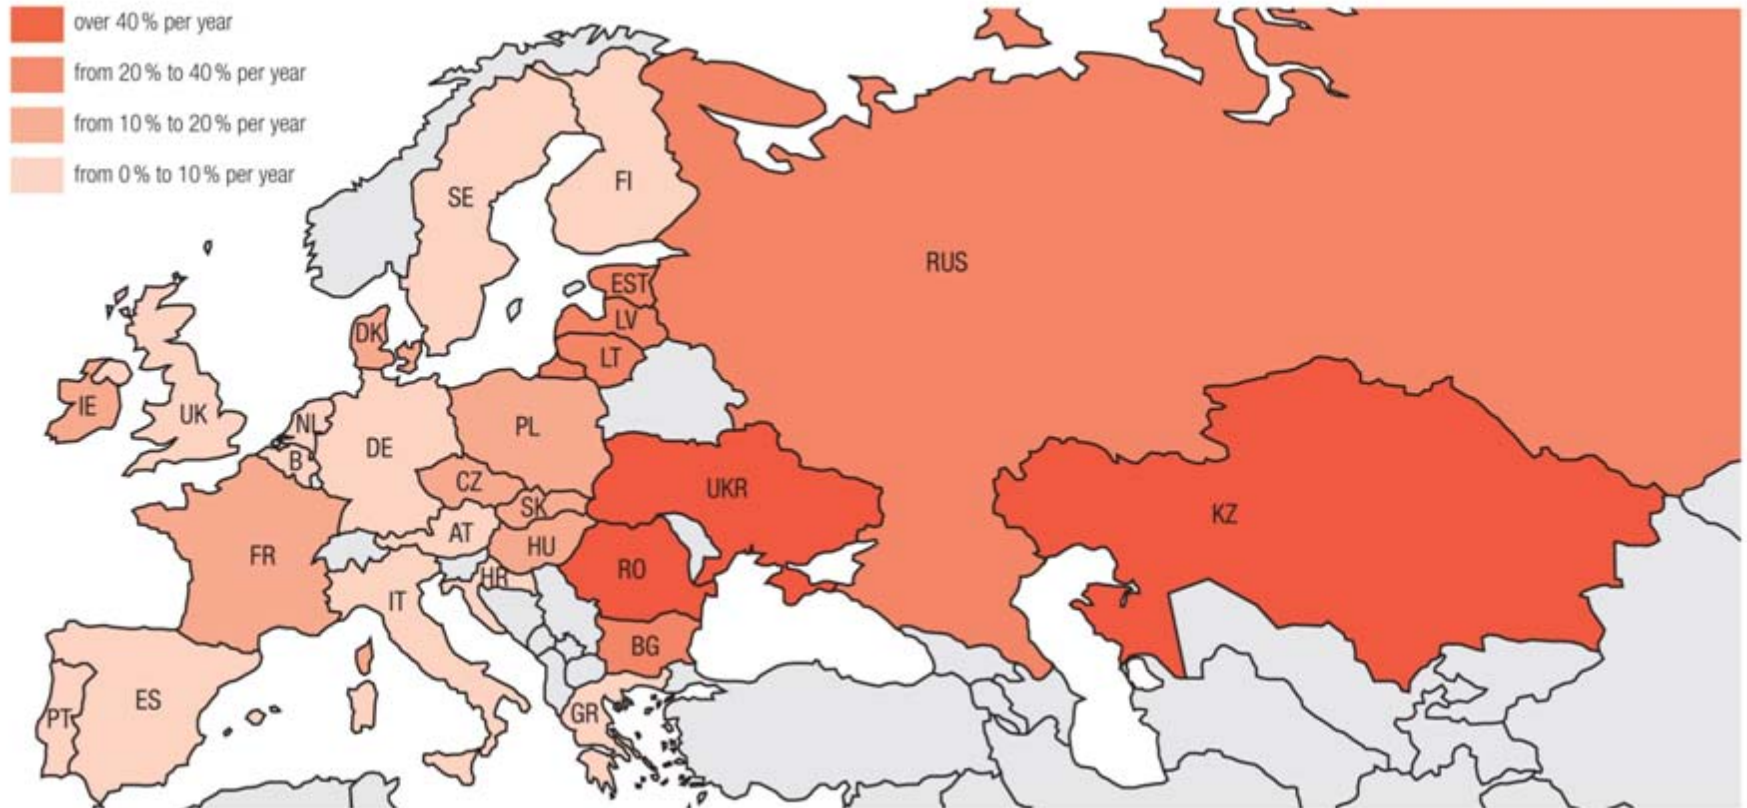 over 40 % per year
from 20 % to 40 % per year
from 10 % to 20 % per year
from 0 % to 10 % per year
SE
FI
RUS
EST
LV
DK
LT
IE
UK
NL
PL
DE
B
CZ
UKR
SK
KZ
AT
HU
FR
RO
HR
IT
BG
ES
PT
GR